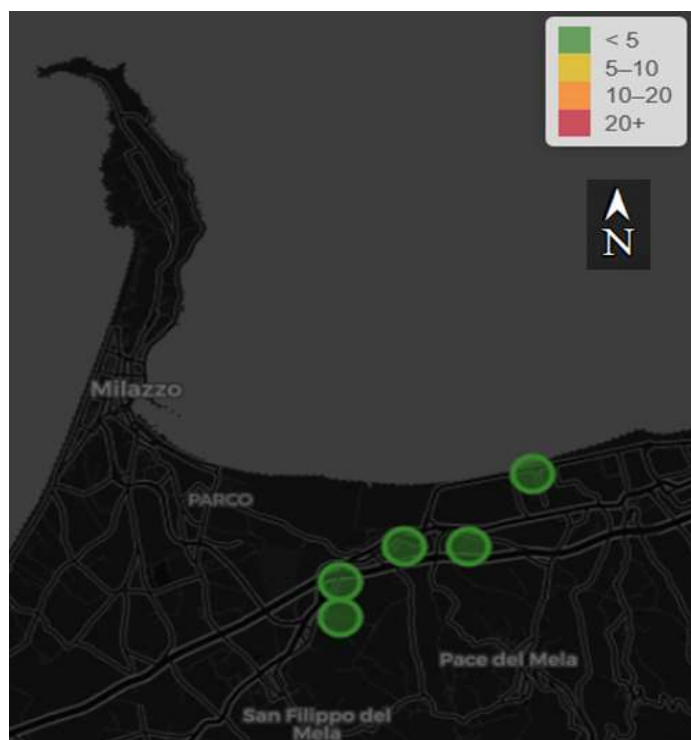 < 5
5–10
10–20
20+
N
Milazzo
PARCO
Pace del Mela
San Filippo del
Mela